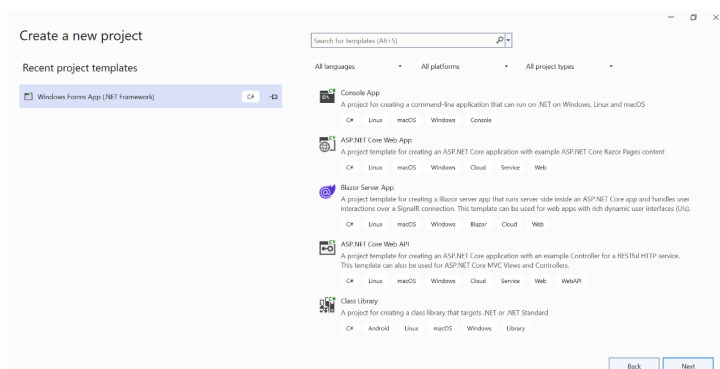 Create a new project
Recent project templates
Windows Forms App (.NET Framework) C#
Search for templates (Alt+S)
All languages All platforms All project types
Console App
A project for creating a command-line application that can run on .NET on Windows, Linux and macOS
C# Linux macOS Windows Console
ASP.NET Core Web App
A project template for creating an ASP.NET Core application with example ASP.NET Core Razor Pages content
C# Linux macOS Windows Cloud Service Web
Blazor Server App
A project template for creating a Blazor server app that runs server-side inside an ASP.NET Core app and handles user
interactions over a SignalR connection. This template can be used for web apps with rich dynamic user interfaces (UIs).
C# Linux macOS Windows Blazor Cloud Web
ASP.NET Core Web API
A project template for creating an ASP.NET Core application with an example Controller for a RESTful HTTP service.
This template can also be used for ASP.NET Core MVC Views and Controllers.
C# Linux macOS Windows Cloud Service Web WebAPI
Class Library
A project for creating a class library that targets .NET or .NET Standard
C# Android Linux macOS Windows Library
Back Next